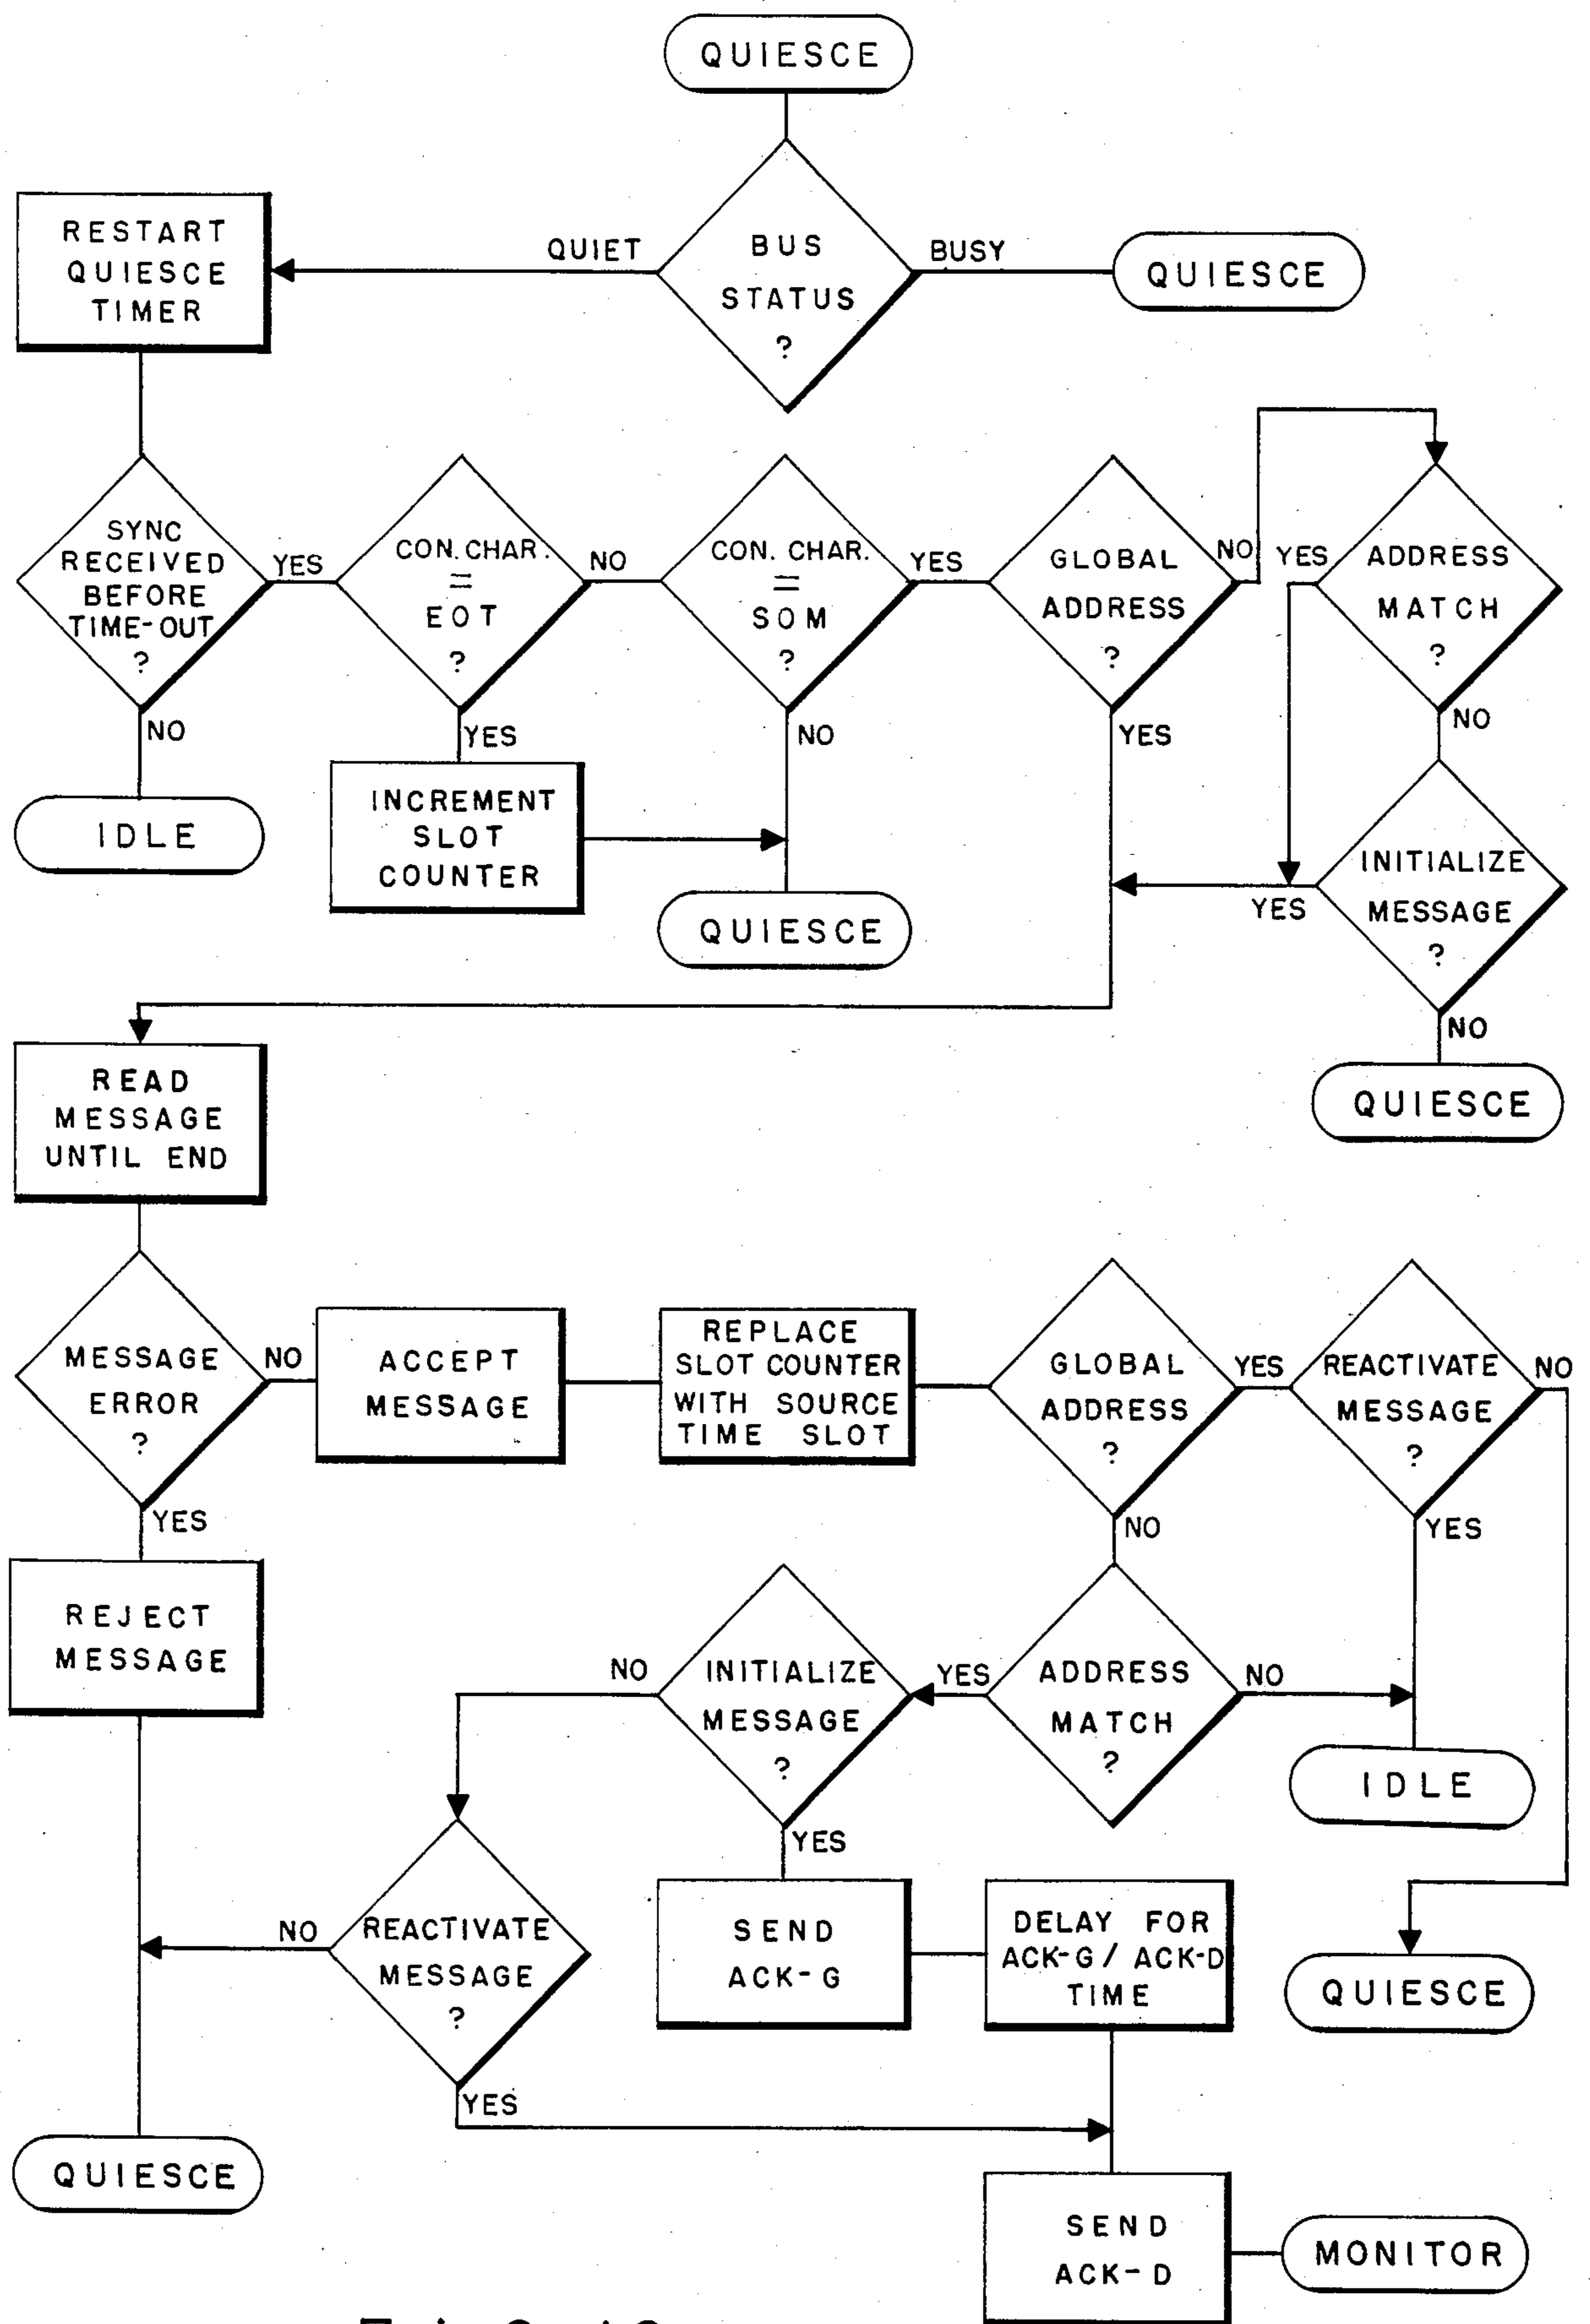 QUIESCE
RESTART
QUIESCE
TIMER
QUIET
BUS
STATUS
?
BUSY
QUIESCE
SYNC
RECEIVED
BEFORE
TIME-OUT
?
YES
NO
IDLE
CON. CHAR.
=
EOT
?
NO
YES
INCREMENT
SLOT
COUNTER
CON. CHAR.
=
SOM
?
YES
NO
QUIESCE
GLOBAL
ADDRESS
?
NO
YES
YES
ADDRESS
MATCH
?
NO
INITIALIZE
MESSAGE
?
YES
NO
QUIESCE
READ
MESSAGE
UNTIL END
MESSAGE
ERROR
?
NO
YES
ACCEPT
MESSAGE
REPLACE
SLOT COUNTER
WITH SOURCE
TIME SLOT
GLOBAL
ADDRESS
?
YES
NO
REACTIVATE
MESSAGE
?
NO
YES
REJECT
MESSAGE
NO
INITIALIZE
MESSAGE
?
YES
YES
ADDRESS
MATCH
?
NO
IDLE
NO
REACTIVATE
MESSAGE
?
YES
SEND
ACK-G
DELAY FOR
ACK-G / ACK-D
TIME
QUIESCE
QUIESCE
SEND
ACK-D
MONITOR